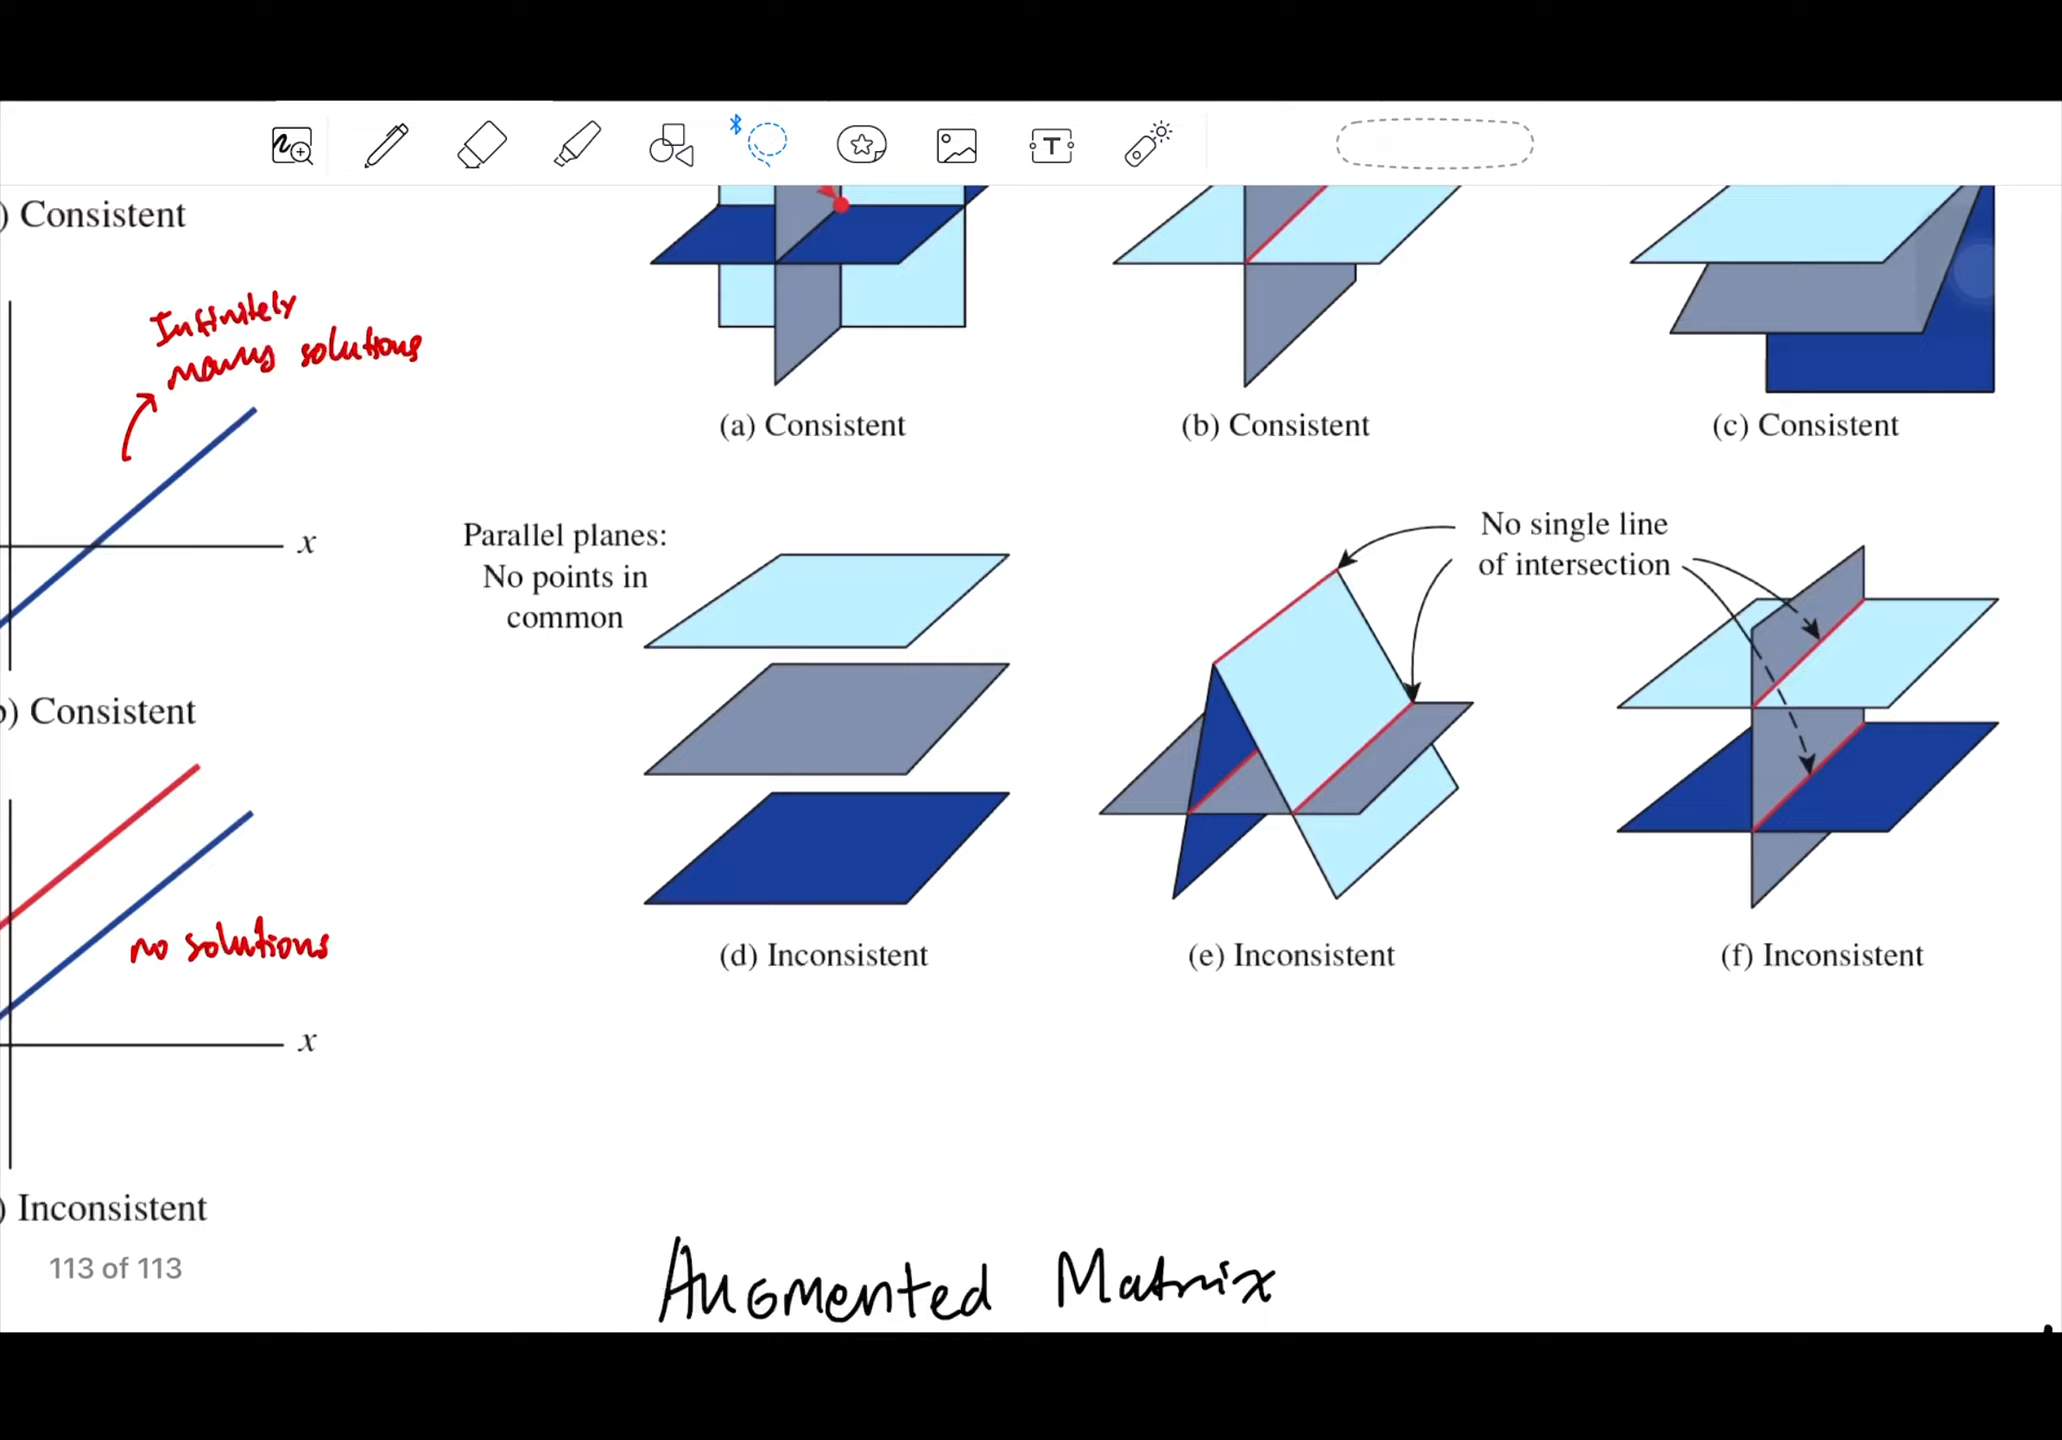 ) Consistent
Infinitely
many solutions
x
) Consistent
no solutions
x
) Inconsistent
113 of 113
(a) Consistent
(b) Consistent
(c) Consistent
Parallel planes:
No points in
common
No single line
of intersection
(d) Inconsistent
(e) Inconsistent
(f) Inconsistent
Augmented Matrix
T